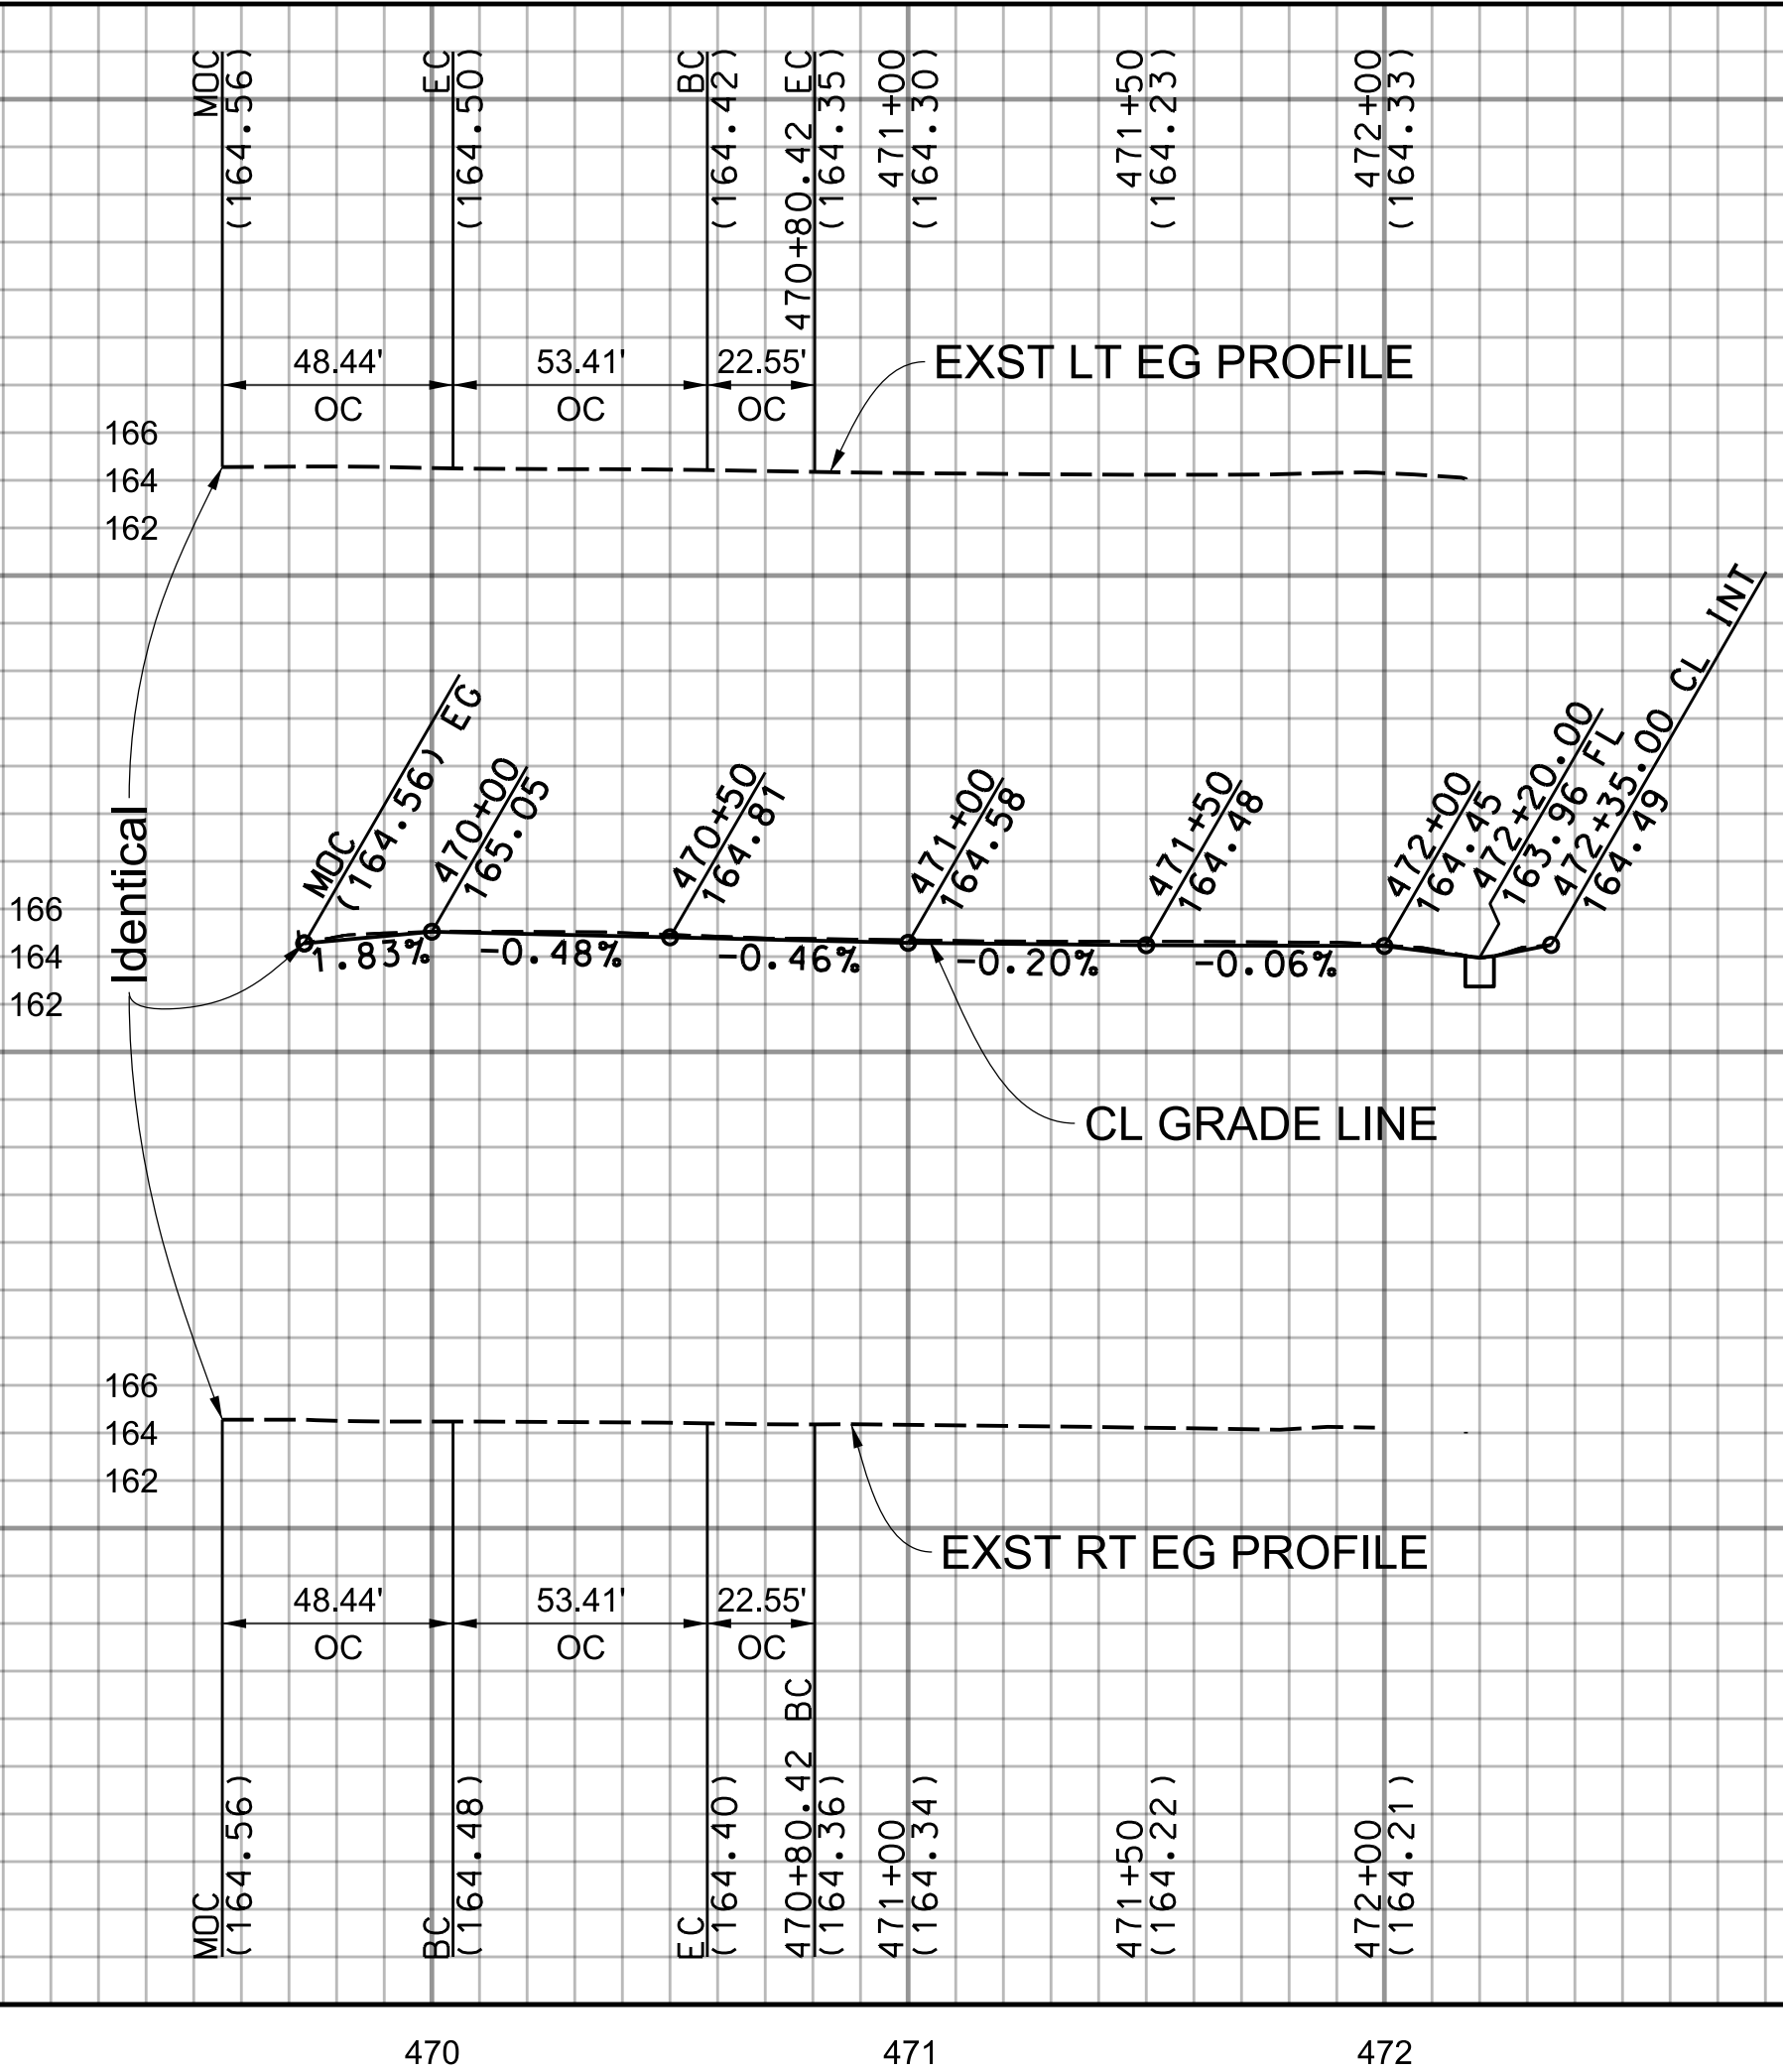 MOC
(164.56)
EC
(164.50)
BC
(164.42)
470+80.42 EC
(164.35)
471+00
(164.30)
471+50
(164.23)
472+00
(164.33)
48.44'
OC
53.41'
OC
22.55'
OC
EXST LT EG PROFILE
166
164
162
Identical
MOC
(164.56) EG
470+00
165.05
470+50
164.81
471+00
164.58
471+50
164.48
472+00
164.45
472+20.00
163.96 FL
472+35.00 CL INT
164.49
166
164
162
1.83%
-0.48%
-0.46%
-0.20%
-0.06%
CL GRADE LINE
166
164
162
EXST RT EG PROFILE
48.44'
OC
53.41'
OC
22.55'
OC
MOC
(164.56)
BC
(164.48)
EC
(164.40)
470+80.42 BC
(164.36)
471+00
(164.34)
471+50
(164.22)
472+00
(164.21)
470
471
472